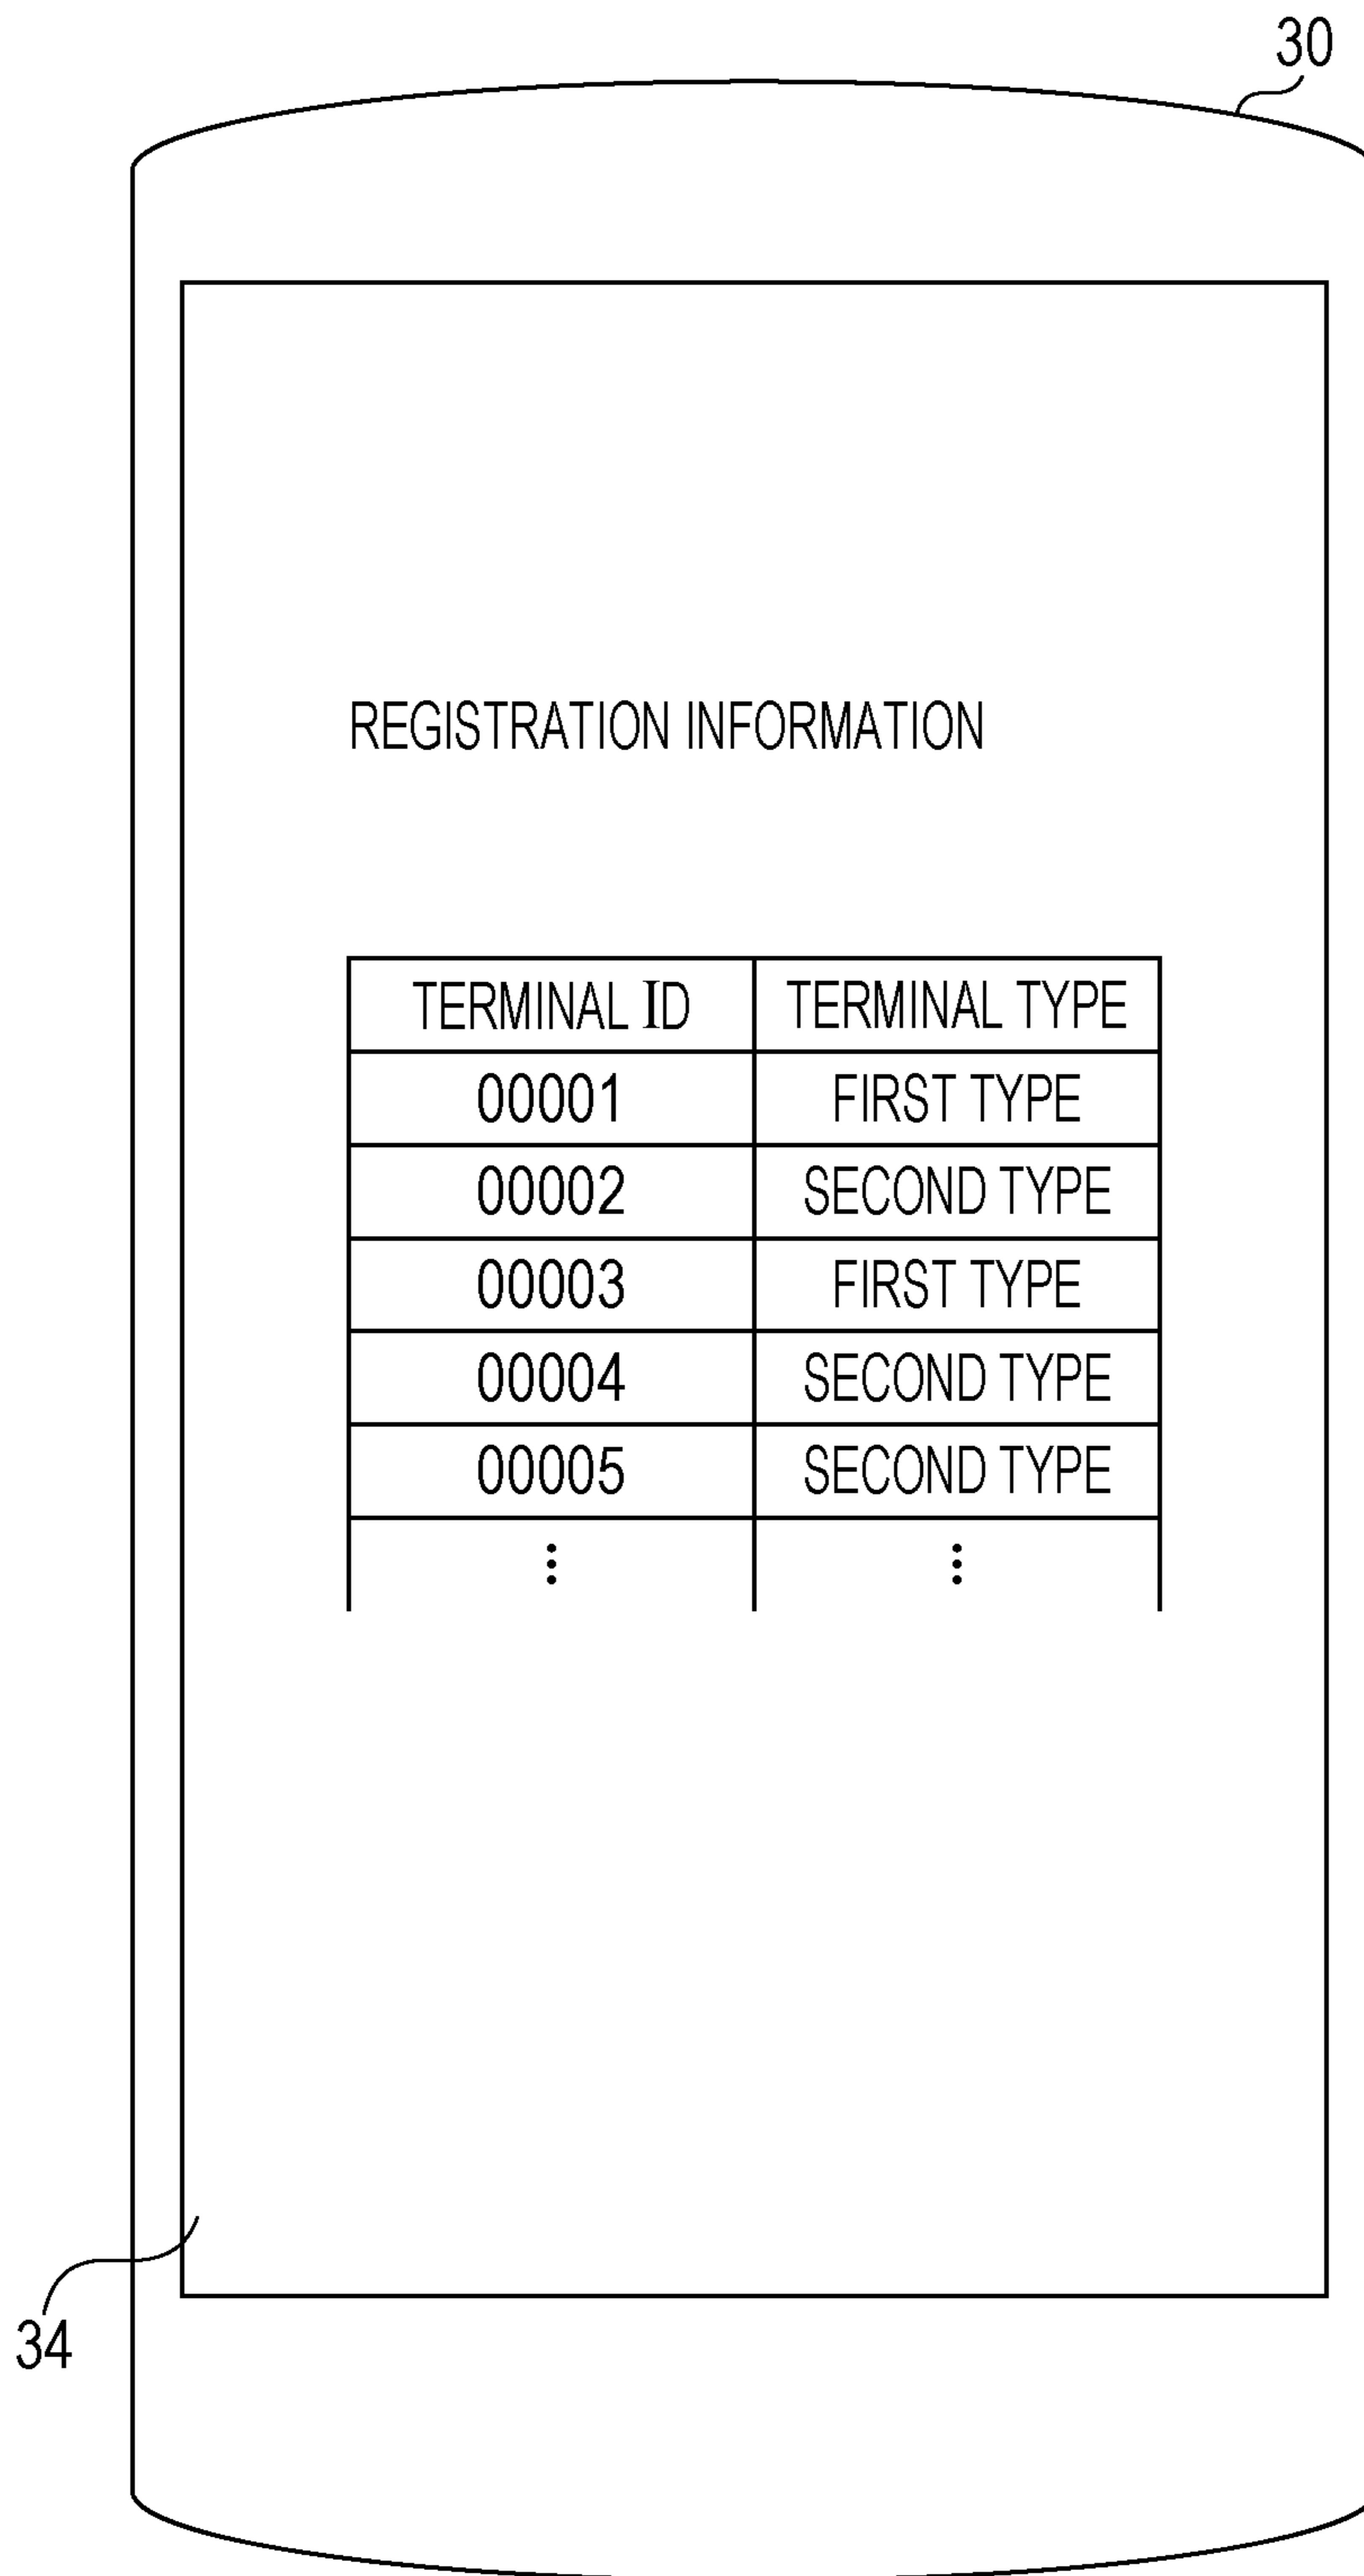 30
REGISTRATION INFORMATION
TERMINAL ID TERMINAL TYPE
00001 FIRST TYPE
00002 SECOND TYPE
00003 FIRST TYPE
00004 SECOND TYPE
00005 SECOND TYPE
⋮ ⋮
34